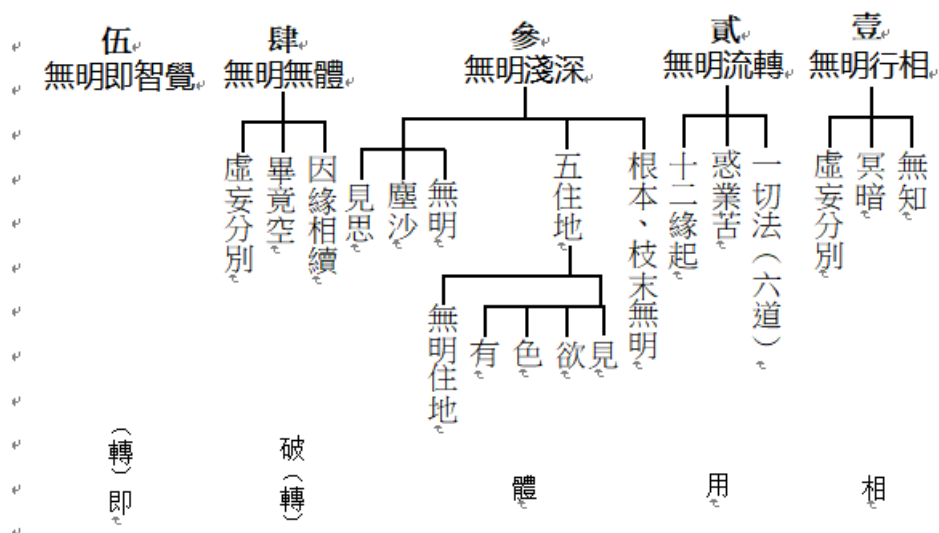 壹
無明行相
無知
冥暗
虛妄分別
相
貳
無明流轉
一切法（六道）
惑業苦
十二緣起
用
參
無明淺深
根本、枝末無明
五住地
見
欲
色
有
無明住地
無明
塵沙
見思
體
肆
無明無體
因緣相續
畢竟空
虛妄分別
破（轉）
伍
無明即智覺
（轉）即